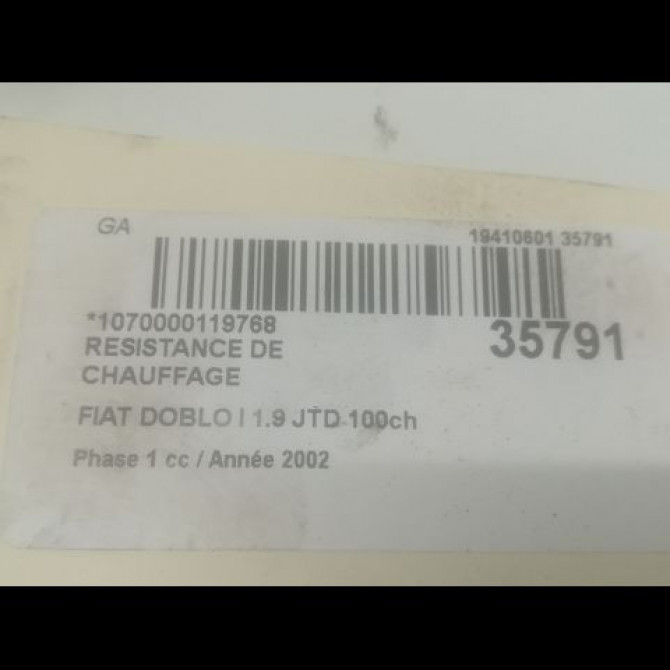 GA
19410601 35791
*1070000119768
35791
RESISTANCE DE
CHAUFFAGE
FIAT DOBLO I 1.9 JTD 100ch
Phase 1 cc / Année 2002